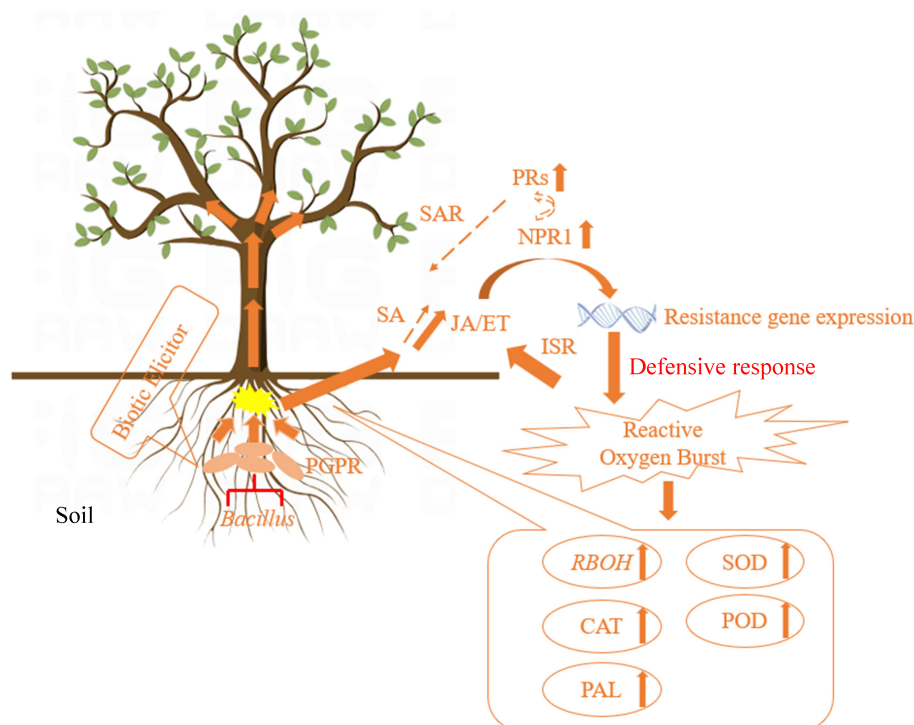 PRs
SAR
NPR1
SA
JA/ET
Resistance gene expression
ISR
Defensive response
Biotic Elicitor
Reactive
Oxygen Burst
PGPR
Soil
Bacillus
RBOH
SOD
CAT
POD
PAL